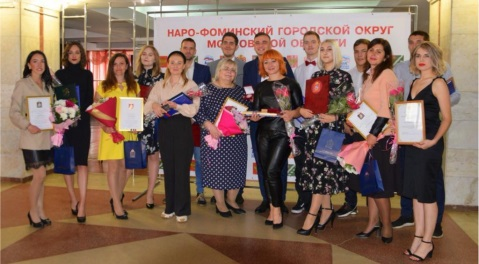 НАРО-ФОМИНСКИЙ ГОРОДСКОЙ ОКРУГ
МОСКОВСКОЙ ОБЛАСТИ